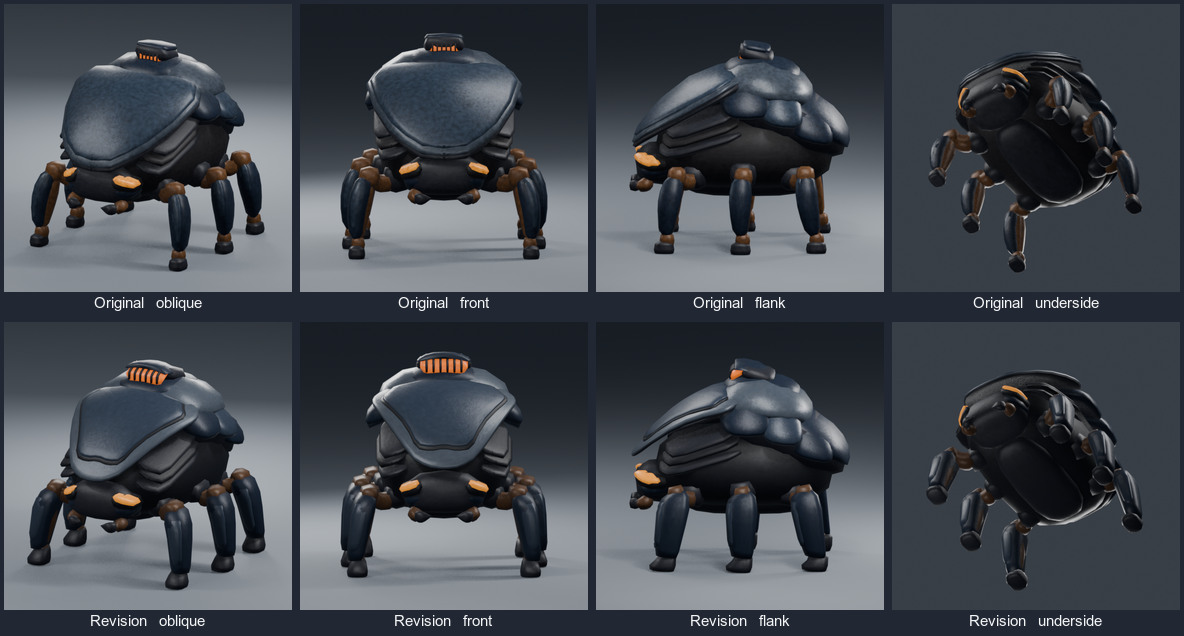 Original oblique
Original front
Original flank
Original underside
Revision oblique
Revision front
Revision flank
Revision underside